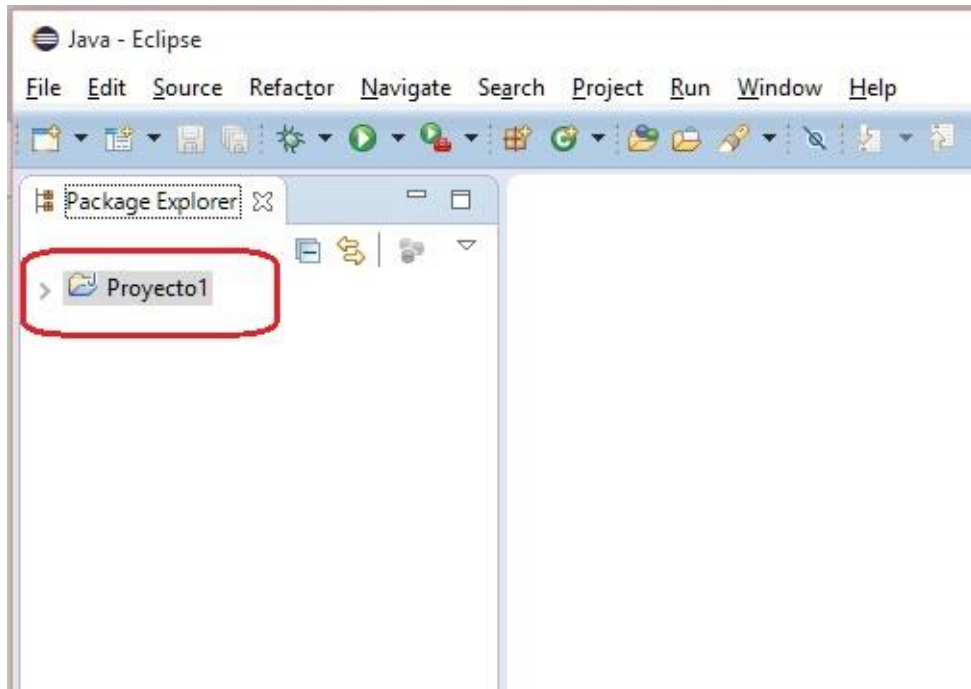 Java - Eclipse
File Edit Source Refactor Navigate Search Project Run Window Help
Package Explorer
Proyecto1